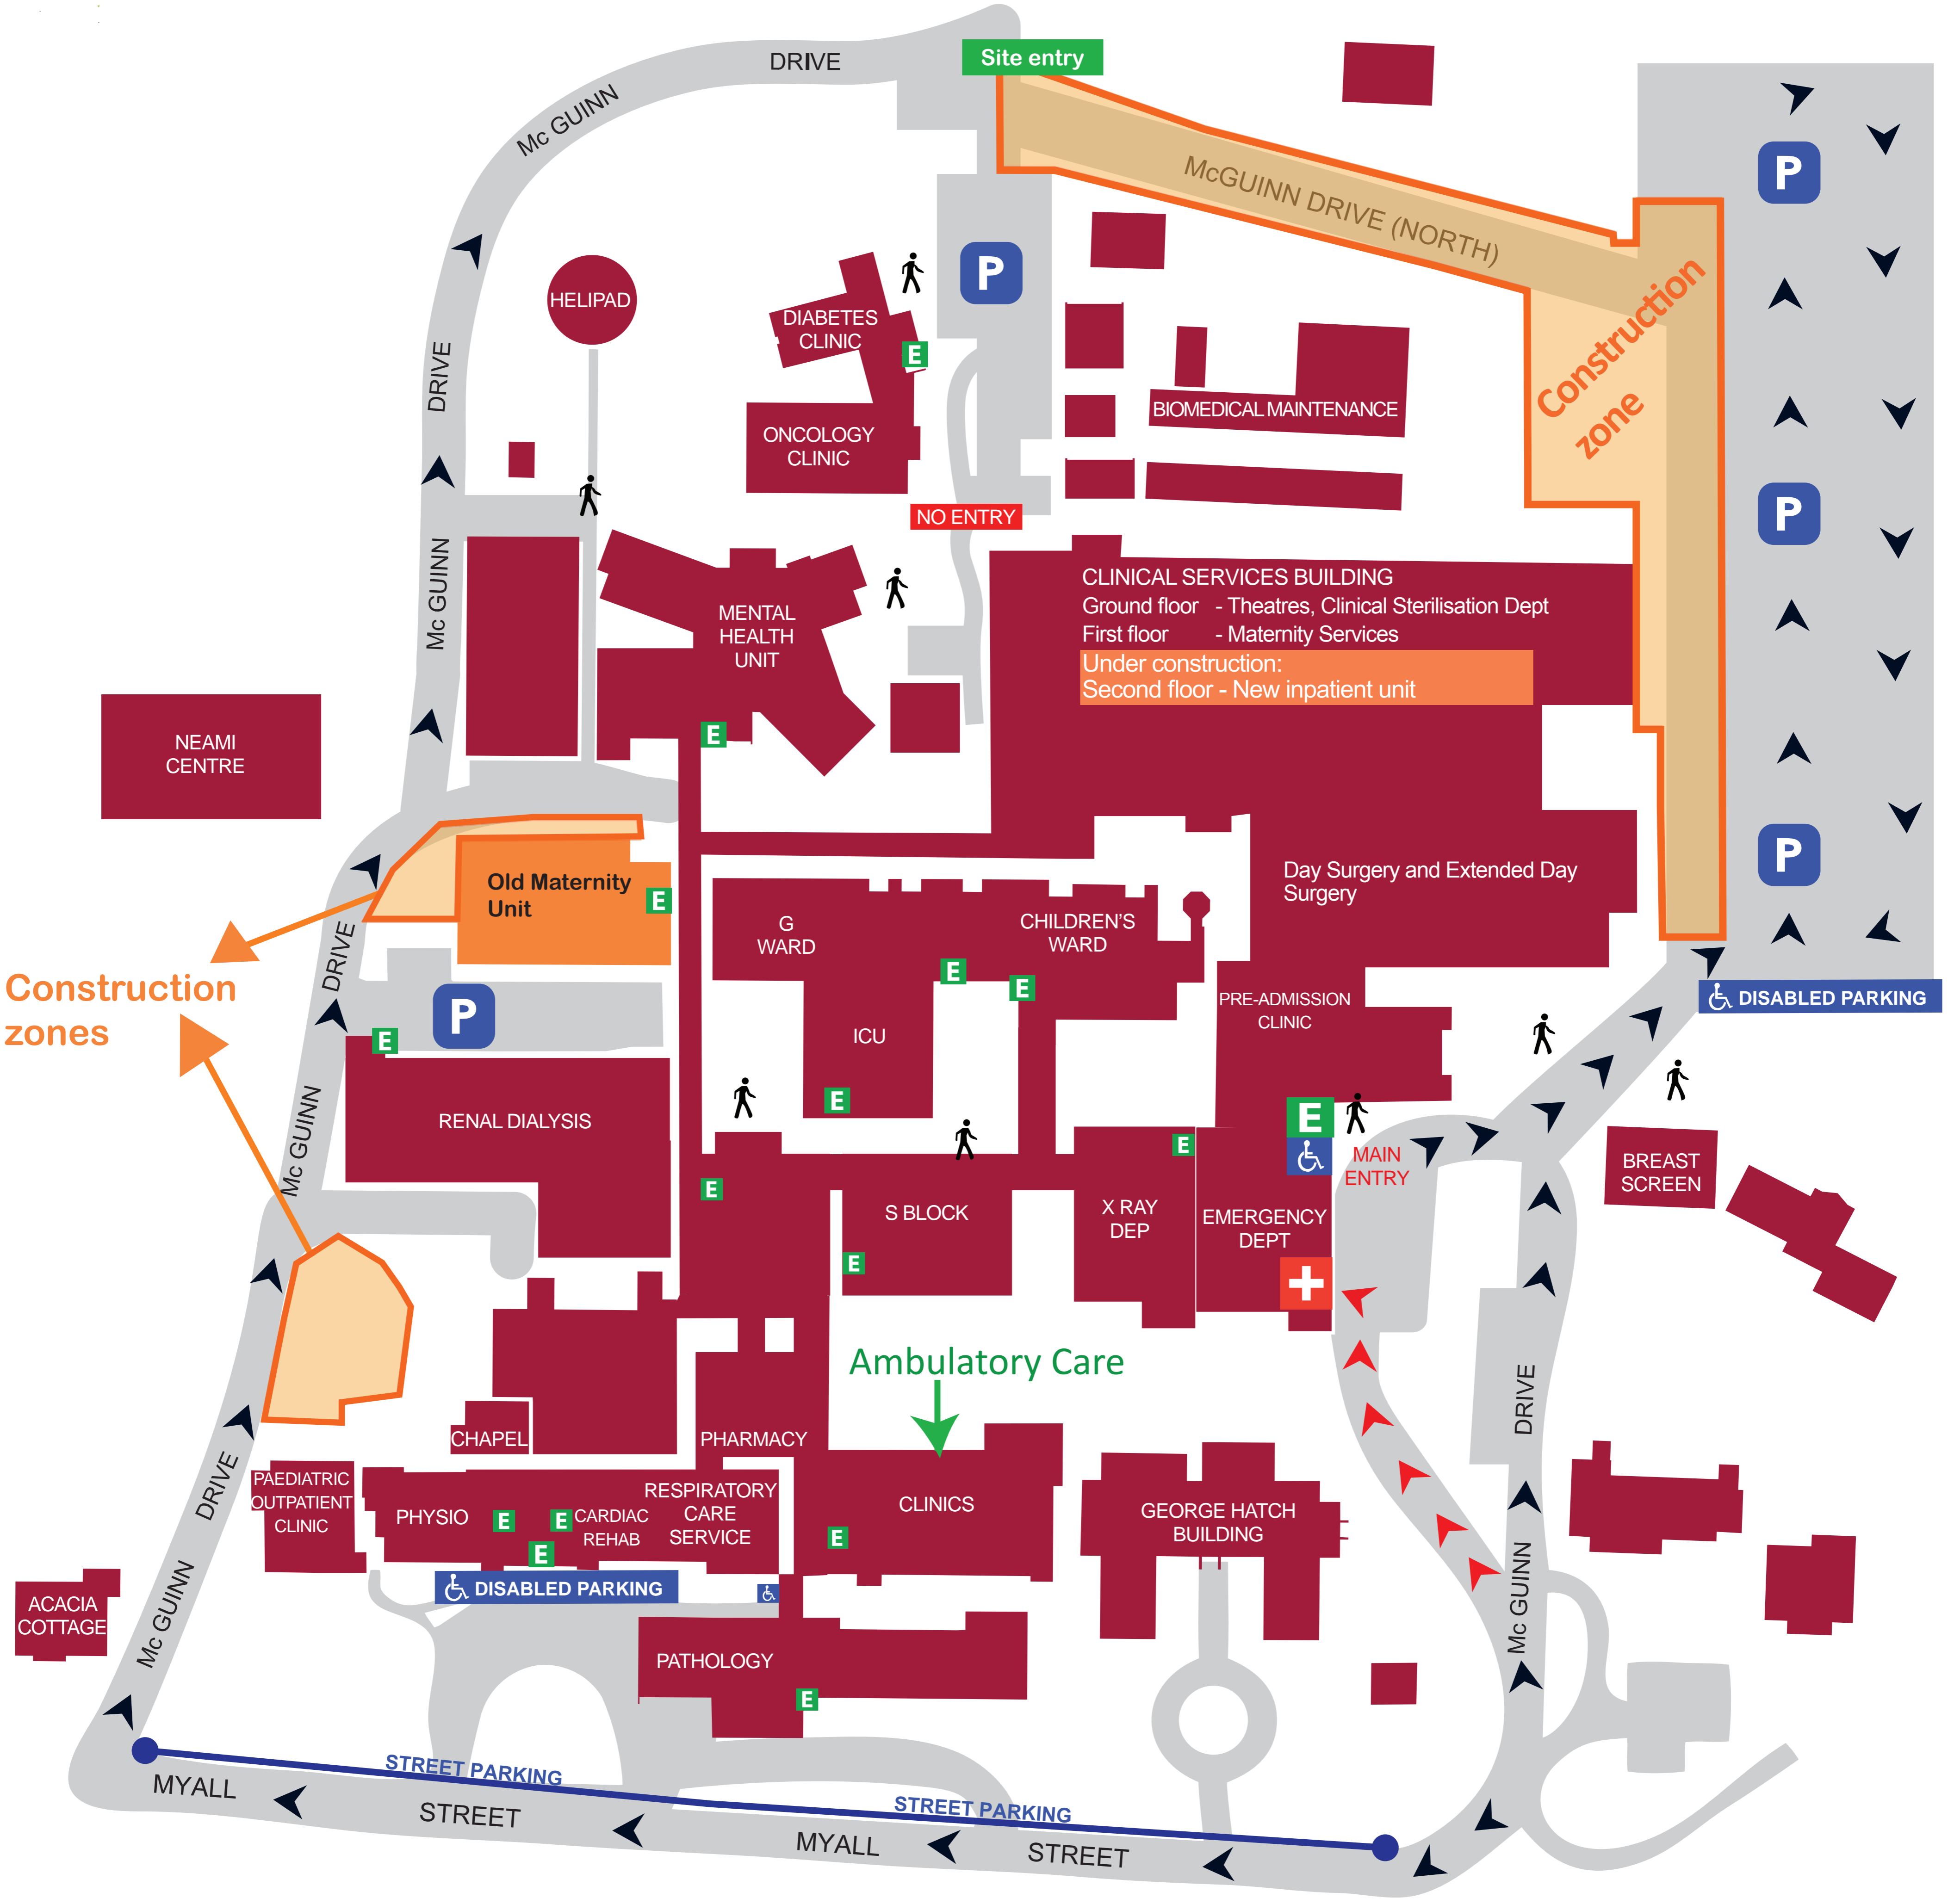 Site entry
DRIVE
Mc GUINN
McGUINN DRIVE (NORTH)
P
P
HELIPAD
DIABETES
CLINIC
E
DRIVE
Construction
zone
ONCOLOGY
CLINIC
BIOMEDICAL MAINTENANCE
P
NO ENTRY
Mc GUINN
CLINICAL SERVICES BUILDING
Ground floor - Theatres, Clinical Sterilisation Dept
First floor - Maternity Services
Under construction:
Second floor - New inpatient unit
MENTAL
HEALTH
UNIT
E
NEAMI
CENTRE
P
Old Maternity
Unit
E
Day Surgery and Extended Day
Surgery
G
WARD
CHILDREN'S
WARD
E
E
DRIVE
Construction
zones
P
PRE-ADMISSION
CLINIC
DISABLED PARKING
E
ICU
E
RENAL DIALYSIS
Mc GUINN
E
E
MAIN
ENTRY
BREAST
SCREEN
E
S BLOCK
E
X RAY
DEP
EMERGENCY
DEPT
Ambulatory Care
DRIVE
CHAPEL
PHARMACY
PAEDIATRIC
OUTPATIENT
CLINIC
PHYSIO
E
E
CARDIAC
REHAB
E
RESPIRATORY
CARE
SERVICE
CLINICS
E
GEORGE HATCH
BUILDING
DRIVE
DISABLED PARKING
Mc GUINN
Mc GUINN
ACACIA
COTTAGE
PATHOLOGY
E
STREET PARKING
STREET PARKING
MYALL
STREET
MYALL
STREET